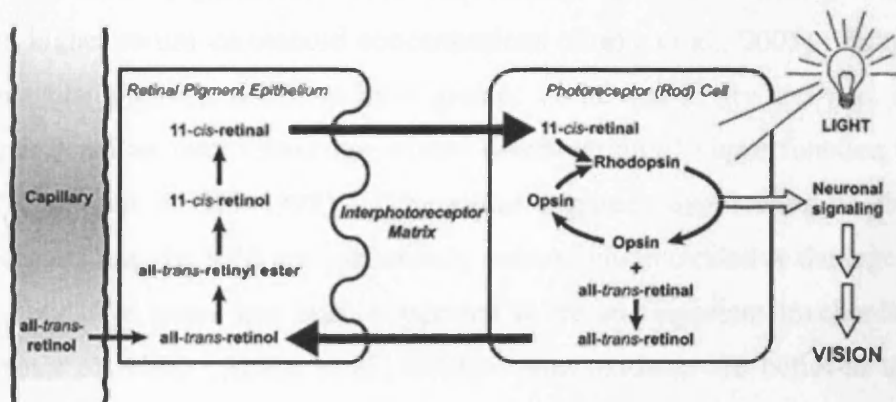 Retinal Pigment Epithelium
11-cis-retinal
11-cis-retinol
all-trans-retinyl ester
all-trans-retinol
Capillary
all-trans-
retinol
Interphotoreceptor
Matrix
Photoreceptor (Rod) Cell
11-cis-retinal
Rhodopsin
Opsin
Opsin
+
all-trans-retinal
all-trans-retinol
LIGHT
Neuronal
signaling
VISION